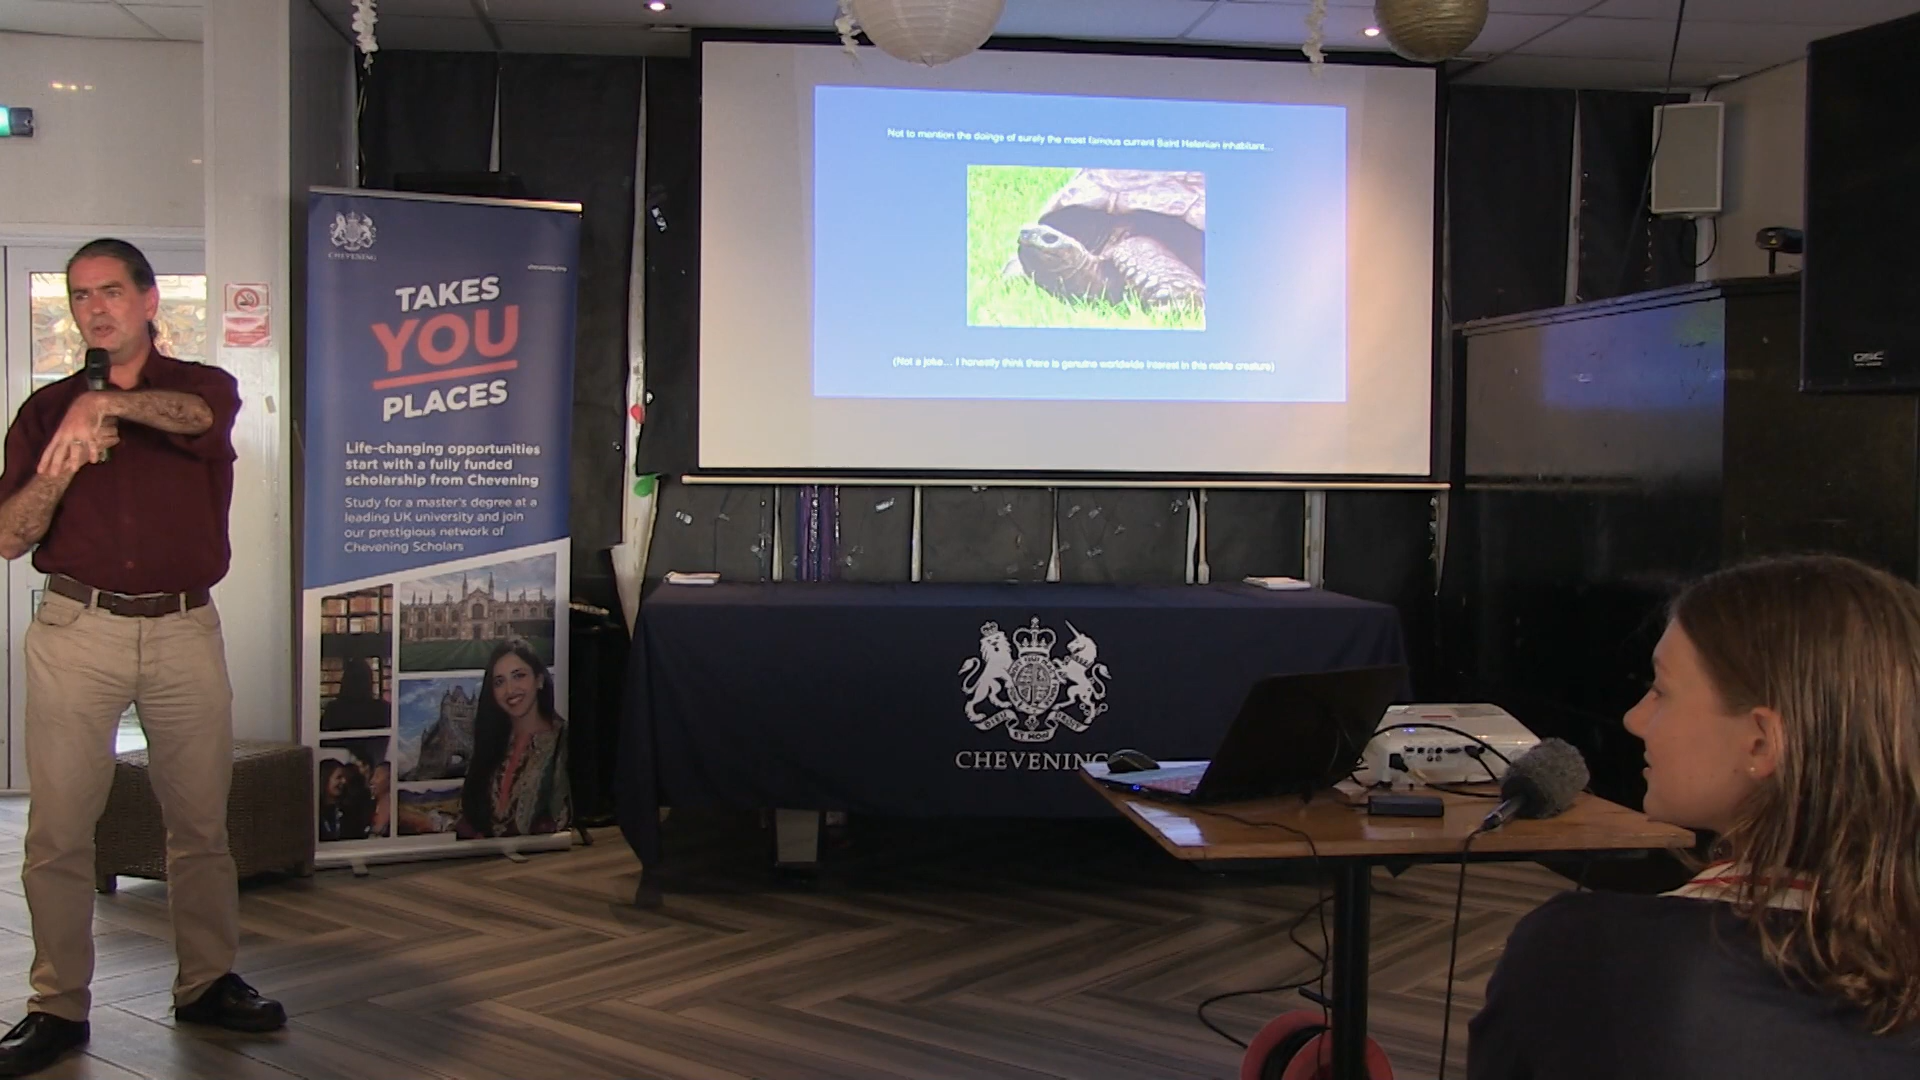 Not to mention the doings of surely the most famous current Saint Helenian inhabitant...
(Not a joke... I honestly think there is genuine worldwide interest in this noble creature)
CHEVENING
chevening.org
TAKES
YOU
PLACES
Life-changing opportunities
start with a fully funded
scholarship from Chevening
Study for a master's degree at a
leading UK university and join
our prestigious network of
Chevening Scholars
DIEU ET MON DROIT
CHEVENING
QSC